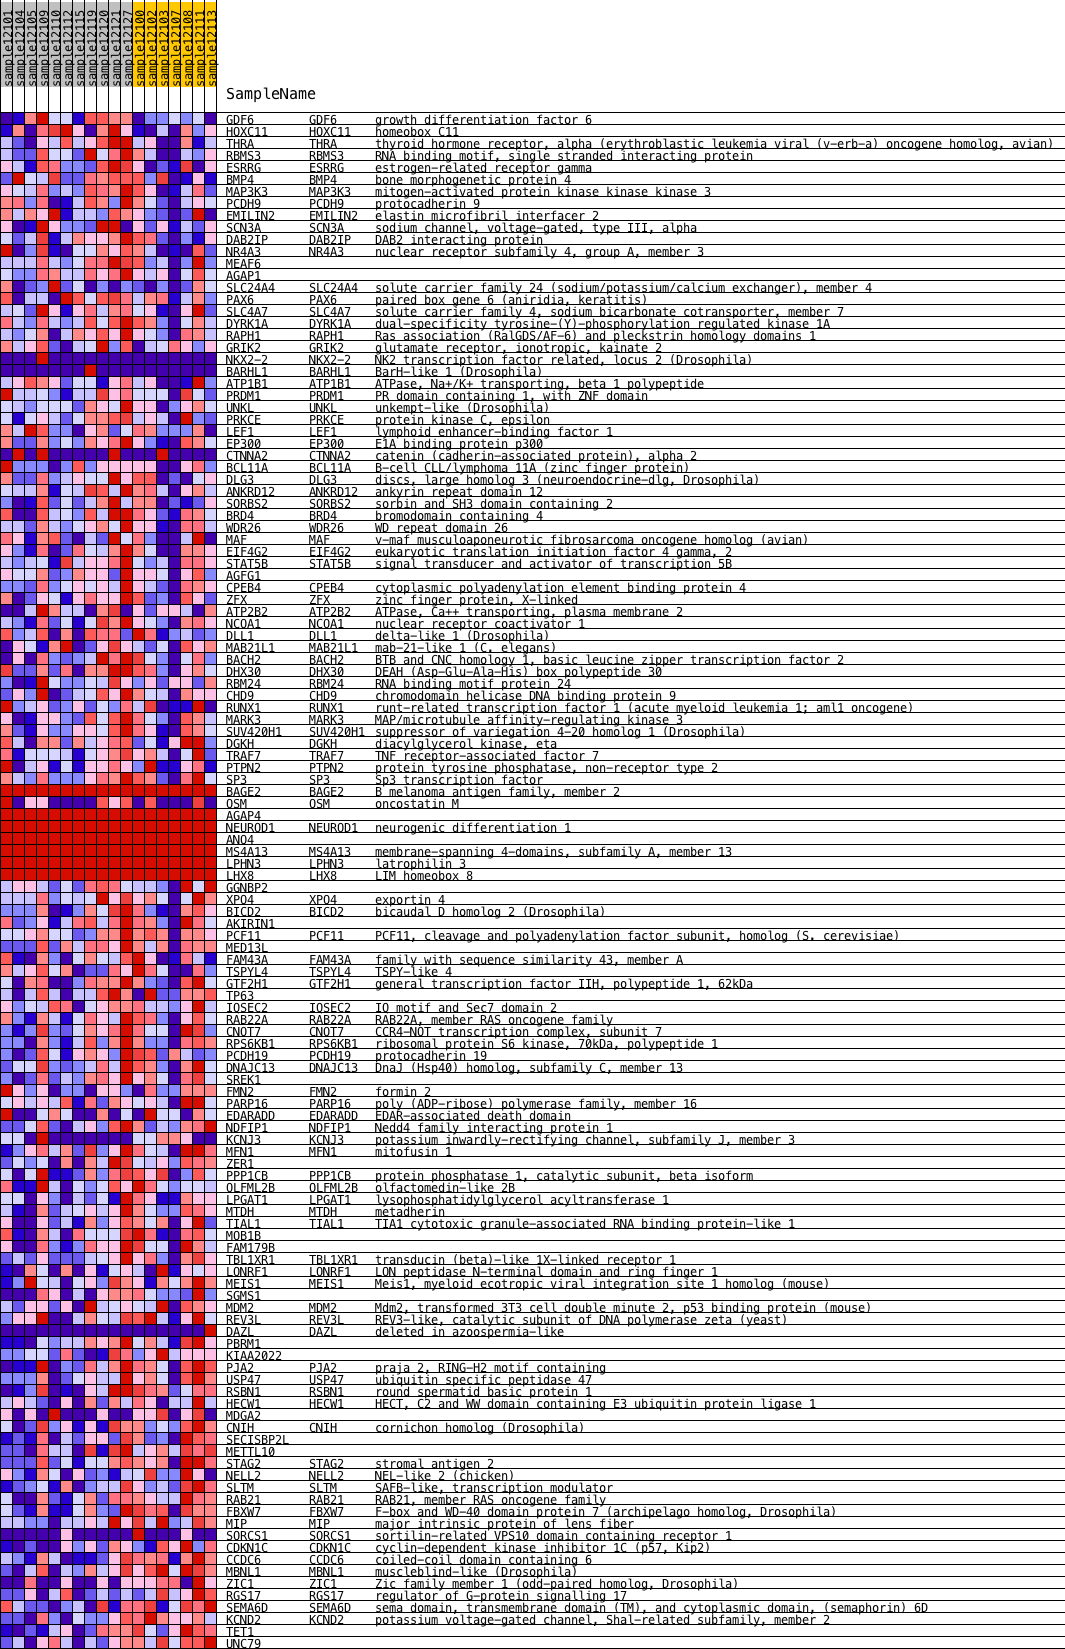 sample12101
sample12104
sample12105
sample12109
sample12110
sample12112
sample12115
sample12119
sample12120
sample12121
sample12127
sample12100
sample12102
sample12103
sample12107
sample12108
sample12111
sample12113
SampleName
GDF6 GDF6 growth differentiation factor 6
HOXC11 HOXC11 homeobox C11
THRA THRA thyroid hormone receptor, alpha (erythroblastic leukemia viral (v-erb-a) oncogene homolog, avian)
RBMS3 RBMS3 RNA binding motif, single stranded interacting protein
ESRRG ESRRG estrogen-related receptor gamma
BMP4 BMP4 bone morphogenetic protein 4
MAP3K3 MAP3K3 mitogen-activated protein kinase kinase kinase 3
PCDH9 PCDH9 protocadherin 9
EMILIN2 EMILIN2 elastin microfibril interfacer 2
SCN3A SCN3A sodium channel, voltage-gated, type III, alpha
DAB2IP DAB2IP DAB2 interacting protein
NR4A3 NR4A3 nuclear receptor subfamily 4, group A, member 3
MEAF6
AGAP1
SLC24A4 SLC24A4 solute carrier family 24 (sodium/potassium/calcium exchanger), member 4
PAX6 PAX6 paired box gene 6 (aniridia, keratitis)
SLC4A7 SLC4A7 solute carrier family 4, sodium bicarbonate cotransporter, member 7
DYRK1A DYRK1A dual-specificity tyrosine-(Y)-phosphorylation regulated kinase 1A
RAPH1 RAPH1 Ras association (RalGDS/AF-6) and pleckstrin homology domains 1
GRIK2 GRIK2 glutamate receptor, ionotropic, kainate 2
NKX2-2 NKX2-2 NK2 transcription factor related, locus 2 (Drosophila)
BARHL1 BARHL1 BarH-like 1 (Drosophila)
ATP1B1 ATP1B1 ATPase, Na+/K+ transporting, beta 1 polypeptide
PRDM1 PRDM1 PR domain containing 1, with ZNF domain
UNKL UNKL unkempt-like (Drosophila)
PRKCE PRKCE protein kinase C, epsilon
LEF1 LEF1 lymphoid enhancer-binding factor 1
EP300 EP300 E1A binding protein p300
CTNNA2 CTNNA2 catenin (cadherin-associated protein), alpha 2
BCL11A BCL11A B-cell CLL/lymphoma 11A (zinc finger protein)
DLG3 DLG3 discs, large homolog 3 (neuroendocrine-dlg, Drosophila)
ANKRD12 ANKRD12 ankyrin repeat domain 12
SORBS2 SORBS2 sorbin and SH3 domain containing 2
BRD4 BRD4 bromodomain containing 4
WDR26 WDR26 WD repeat domain 26
MAF MAF v-maf musculoaponeurotic fibrosarcoma oncogene homolog (avian)
EIF4G2 EIF4G2 eukaryotic translation initiation factor 4 gamma, 2
STAT5B STAT5B signal transducer and activator of transcription 5B
AGFG1
CPEB4 CPEB4 cytoplasmic polyadenylation element binding protein 4
ZFX ZFX zinc finger protein, X-linked
ATP2B2 ATP2B2 ATPase, Ca++ transporting, plasma membrane 2
NCOA1 NCOA1 nuclear receptor coactivator 1
DLL1 DLL1 delta-like 1 (Drosophila)
MAB21L1 MAB21L1 mab-21-like 1 (C. elegans)
BACH2 BACH2 BTB and CNC homology 1, basic leucine zipper transcription factor 2
DHX30 DHX30 DEAH (Asp-Glu-Ala-His) box polypeptide 30
RBM24 RBM24 RNA binding motif protein 24
CHD9 CHD9 chromodomain helicase DNA binding protein 9
RUNX1 RUNX1 runt-related transcription factor 1 (acute myeloid leukemia 1; aml1 oncogene)
MARK3 MARK3 MAP/microtubule affinity-regulating kinase 3
SUV420H1 SUV420H1 suppressor of variegation 4-20 homolog 1 (Drosophila)
DGKH DGKH diacylglycerol kinase, eta
TRAF7 TRAF7 TNF receptor-associated factor 7
PTPN2 PTPN2 protein tyrosine phosphatase, non-receptor type 2
SP3 SP3 Sp3 transcription factor
BAGE2 BAGE2 B melanoma antigen family, member 2
OSM OSM oncostatin M
AGAP4
NEUROD1 NEUROD1 neurogenic differentiation 1
ANO4
MS4A13 MS4A13 membrane-spanning 4-domains, subfamily A, member 13
LPHN3 LPHN3 latrophilin 3
LHX8 LHX8 LIM homeobox 8
GGNBP2
XPO4 XPO4 exportin 4
BICD2 BICD2 bicaudal D homolog 2 (Drosophila)
AKIRIN1
PCF11 PCF11 PCF11, cleavage and polyadenylation factor subunit, homolog (S. cerevisiae)
MED13L
FAM43A FAM43A family with sequence similarity 43, member A
TSPYL4 TSPYL4 TSPY-like 4
GTF2H1 GTF2H1 general transcription factor IIH, polypeptide 1, 62kDa
TP63
IQSEC2 IQSEC2 IQ motif and Sec7 domain 2
RAB22A RAB22A RAB22A, member RAS oncogene family
CNOT7 CNOT7 CCR4-NOT transcription complex, subunit 7
RPS6KB1 RPS6KB1 ribosomal protein S6 kinase, 70kDa, polypeptide 1
PCDH19 PCDH19 protocadherin 19
DNAJC13 DNAJC13 DnaJ (Hsp40) homolog, subfamily C, member 13
SREK1
FMN2 FMN2 formin 2
PARP16 PARP16 poly (ADP-ribose) polymerase family, member 16
EDARADD EDARADD EDAR-associated death domain
NDFIP1 NDFIP1 Nedd4 family interacting protein 1
KCNJ3 KCNJ3 potassium inwardly-rectifying channel, subfamily J, member 3
MFN1 MFN1 mitofusin 1
ZER1
PPP1CB PPP1CB protein phosphatase 1, catalytic subunit, beta isoform
OLFML2B OLFML2B olfactomedin-like 2B
LPGAT1 LPGAT1 lysophosphatidylglycerol acyltransferase 1
MTDH MTDH metadherin
TIAL1 TIAL1 TIA1 cytotoxic granule-associated RNA binding protein-like 1
MOB1B
FAM179B
TBL1XR1 TBL1XR1 transducin (beta)-like 1X-linked receptor 1
LONRF1 LONRF1 LON peptidase N-terminal domain and ring finger 1
MEIS1 MEIS1 Meis1, myeloid ecotropic viral integration site 1 homolog (mouse)
SGMS1
MDM2 MDM2 Mdm2, transformed 3T3 cell double minute 2, p53 binding protein (mouse)
REV3L REV3L REV3-like, catalytic subunit of DNA polymerase zeta (yeast)
DAZL DAZL deleted in azoospermia-like
PBRM1
KIAA2022
PJA2 PJA2 praja 2, RING-H2 motif containing
USP47 USP47 ubiquitin specific peptidase 47
RSBN1 RSBN1 round spermatid basic protein 1
HECW1 HECW1 HECT, C2 and WW domain containing E3 ubiquitin protein ligase 1
MDGA2
CNIH CNIH cornichon homolog (Drosophila)
SECISBP2L
METTL10
STAG2 STAG2 stromal antigen 2
NELL2 NELL2 NEL-like 2 (chicken)
SLTM SLTM SAFB-like, transcription modulator
RAB21 RAB21 RAB21, member RAS oncogene family
FBXW7 FBXW7 F-box and WD-40 domain protein 7 (archipelago homolog, Drosophila)
MIP MIP major intrinsic protein of lens fiber
SORCS1 SORCS1 sortilin-related VPS10 domain containing receptor 1
CDKN1C CDKN1C cyclin-dependent kinase inhibitor 1C (p57, Kip2)
CCDC6 CCDC6 coiled-coil domain containing 6
MBNL1 MBNL1 muscleblind-like (Drosophila)
ZIC1 ZIC1 Zic family member 1 (odd-paired homolog, Drosophila)
RGS17 RGS17 regulator of G-protein signalling 17
SEMA6D SEMA6D sema domain, transmembrane domain (TM), and cytoplasmic domain, (semaphorin) 6D
KCND2 KCND2 potassium voltage-gated channel, Shal-related subfamily, member 2
TET1
UNC79